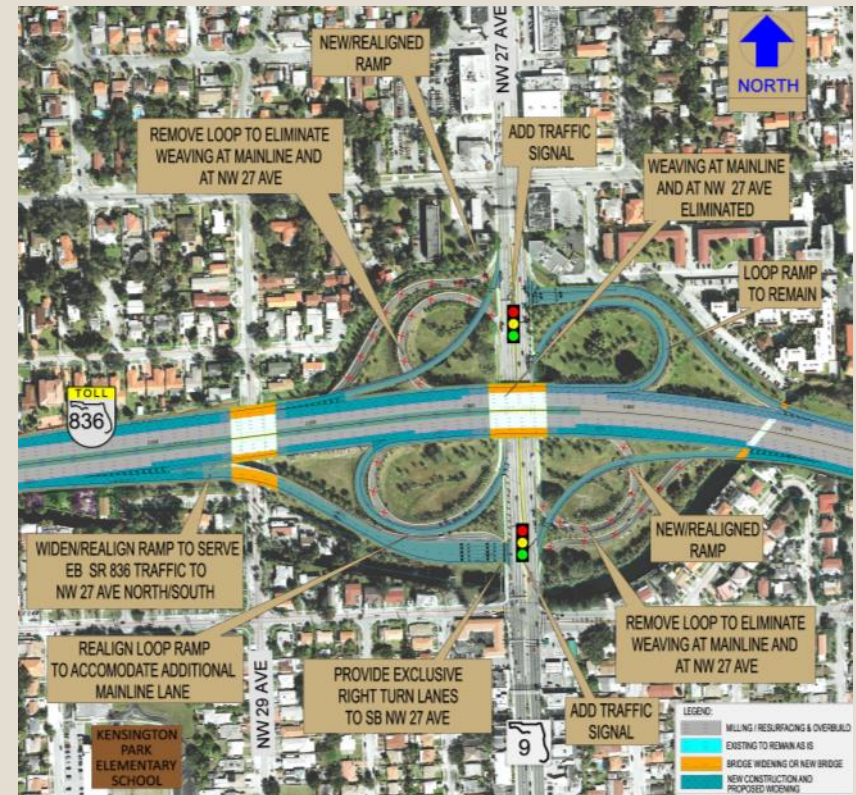 NW 27 AVE
NORTH
NEW/REALIGNED
RAMP
REMOVE LOOP TO ELIMINATE
WEAVING AT MAINLINE AND
AT NW 27 AVE
ADD TRAFFIC
SIGNAL
WEAVING AT MAINLINE
AND AT NW 27 AVE
ELIMINATED
LOOP RAMP
TO REMAIN
TOLL
836
WIDEN/REALIGN RAMP TO SERVE
EB SR 836 TRAFFIC TO
NW 27 AVE NORTH/SOUTH
NEW/REALIGNED
RAMP
REALIGN LOOP RAMP
TO ACCOMODATE ADDITIONAL
MAINLINE LANE
NW 29 AVE
PROVIDE EXCLUSIVE
RIGHT TURN LANES
TO SB NW 27 AVE
REMOVE LOOP TO ELIMINATE
WEAVING AT MAINLINE AND
AT NW 27 AVE
ADD TRAFFIC
SIGNAL
9
KENSINGTON
PARK
ELEMENTARY
SCHOOL
LEGEND:
MILLING / RESURFACING & OVERBUILD
EXISTING TO REMAIN AS IS
BRIDGE WIDENING OR NEW BRIDGE
NEW CONSTRUCTION AND
PROPOSED WIDENING